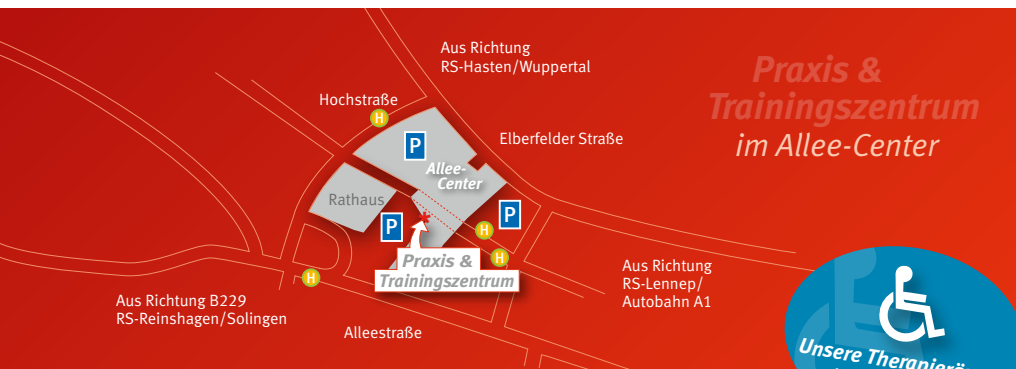 Aus Richtung
RS-Hasten/Wuppertal
Praxis &
Trainingszentrum
im Allee-Center
Hochstraße
H
Elberfelder Straße
P
Allee-
Center
Rathaus
P
P
H
H
Praxis &
Trainingszentrum
H
Aus Richtung
RS-Lennep/
Autobahn A1
Aus Richtung B229
RS-Reinshagen/Solingen
Alleestraße
Unsere Therapierä